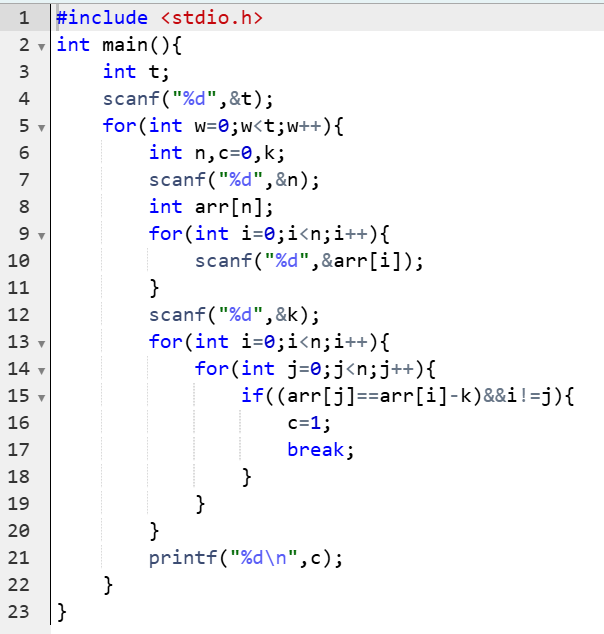 1 #include <stdio.h>
2 int main(){
3     int t;
4     scanf("%d",&t);
5     for(int w=0;w<t;w++){
6         int n,c=0,k;
7         scanf("%d",&n);
8         int arr[n];
9         for(int i=0;i<n;i++){
10             scanf("%d",&arr[i]);
11         }
12         scanf("%d",&k);
13         for(int i=0;i<n;i++){
14             for(int j=0;j<n;j++){
15                 if((arr[j]==arr[i]-k)&&i!=j){
16                     c=1;
17                     break;
18                 }
19             }
20         }
21         printf("%d\n",c);
22     }
23 }